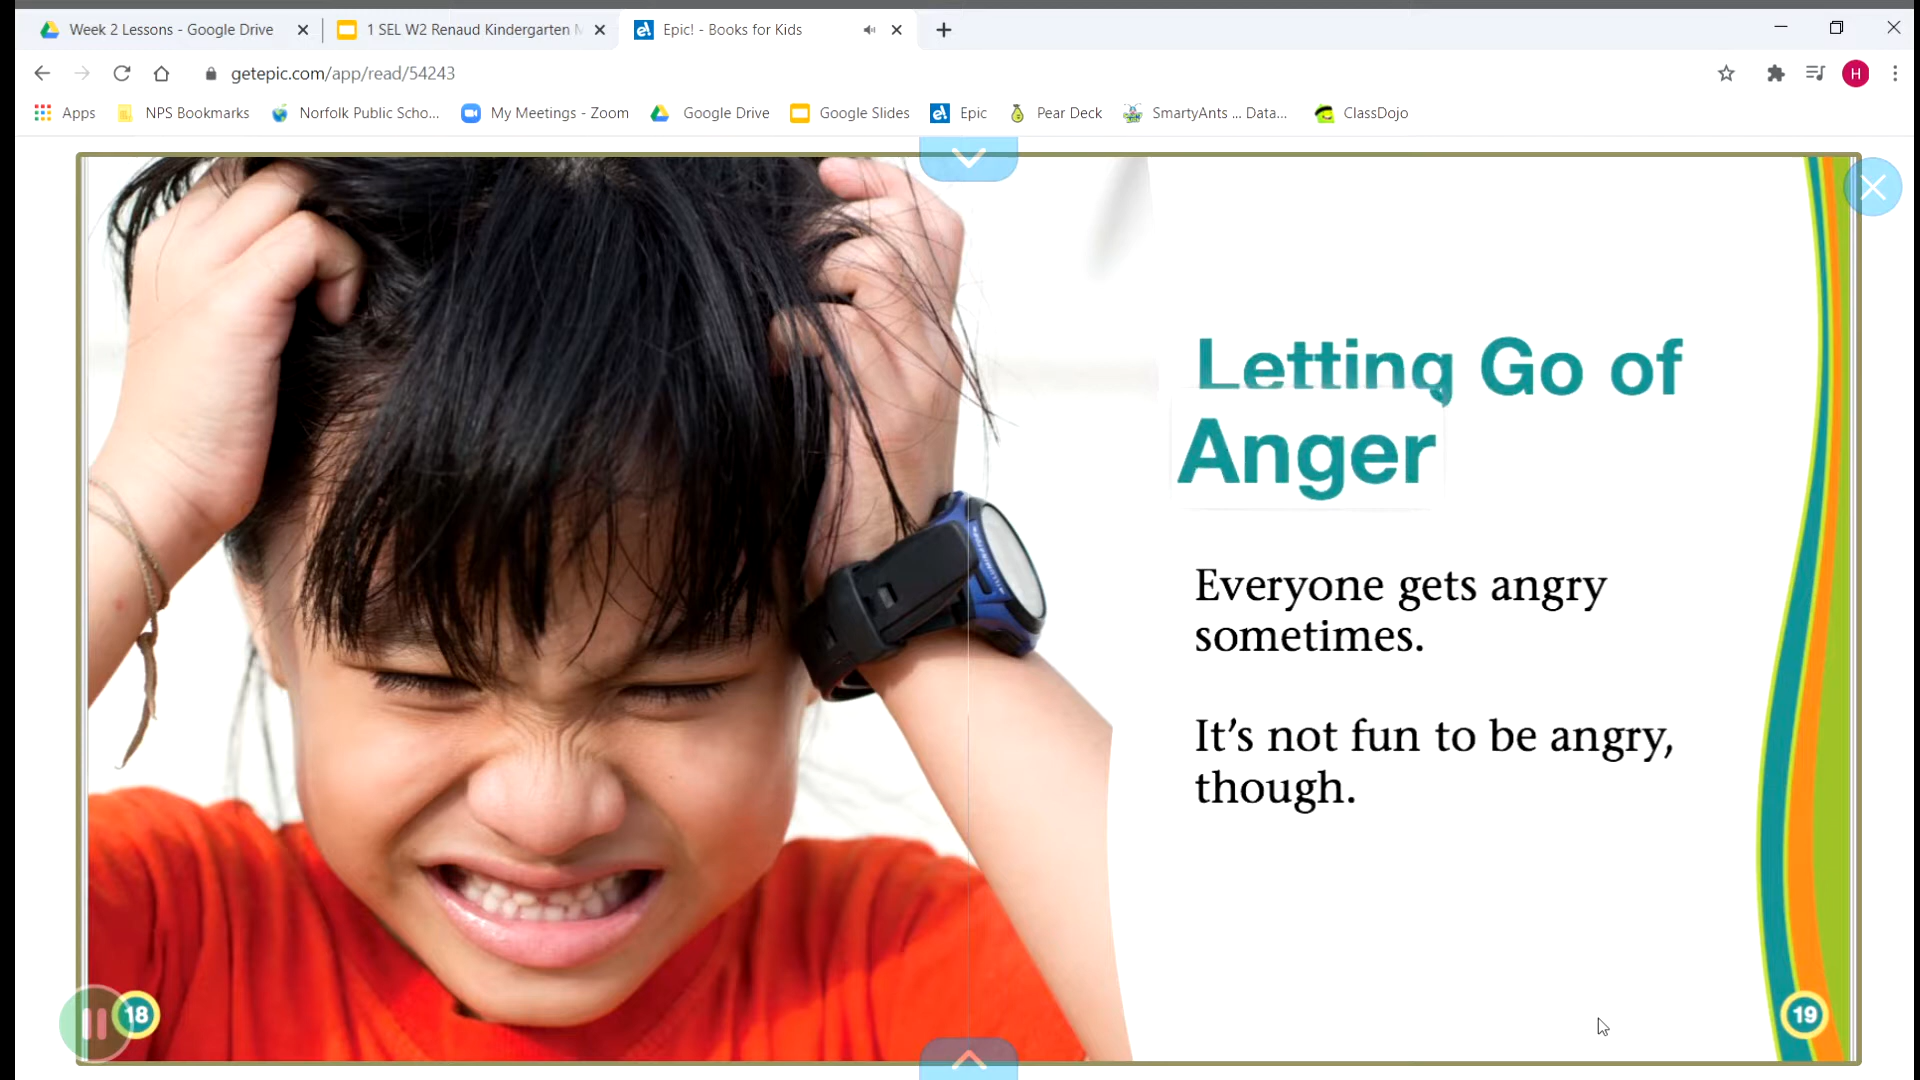 Week 2 Lessons - Google Drive
1 SEL W2 Renaud Kindergarten
Epic! - Books for Kids
getepic.com/app/read/54243
H
Apps
NPS Bookmarks
Norfolk Public Scho...
My Meetings - Zoom
Google Drive
Google Slides
Epic
Pear Deck
SmartyAnts ... Data...
ClassDojo
Letting Go of
Anger
Everyone gets angry
sometimes.
It's not fun to be angry,
though.
18
19